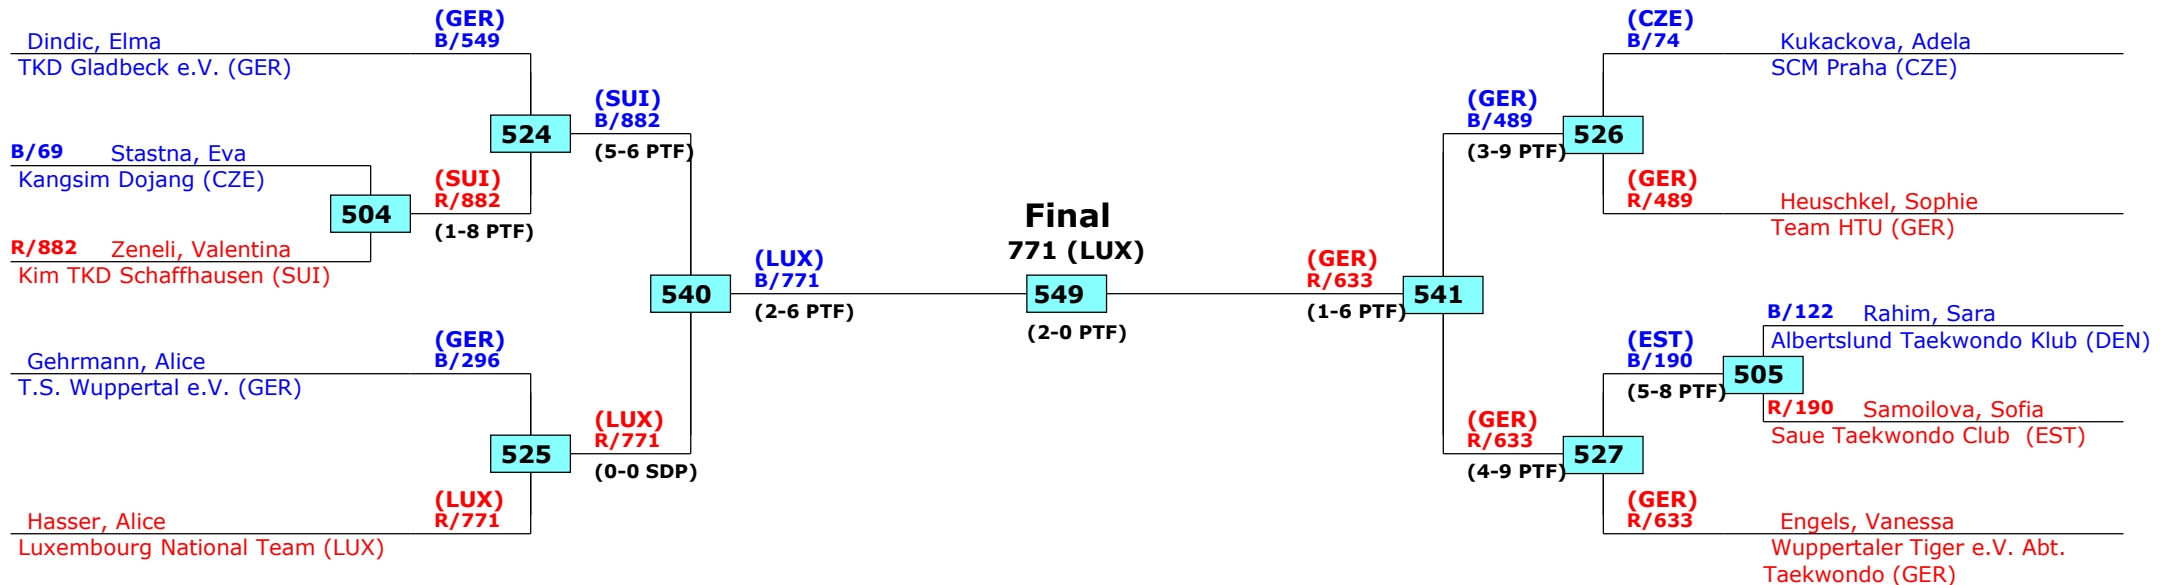 (GER)
B/549
Dindic, Elma
TKD Gladbeck e.V. (GER)
524
(SUI)
B/882
(5-6 PTF)
B/69 Stastna, Eva
Kangsim Dojang (CZE)
504
(SUI)
R/882
(1-8 PTF)
R/882 Zeneli, Valentina
Kim TKD Schaffhausen (SUI)
540
(LUX)
B/771
(2-6 PTF)
(GER)
B/296
Gehrmann, Alice
T.S. Wuppertal e.V. (GER)
525
(LUX)
R/771
(0-0 SDP)
(LUX)
R/771
Hasser, Alice
Luxembourg National Team (LUX)
Final
771 (LUX)
549
(2-0 PTF)
(CZE)
B/74
Kukackova, Adela
SCM Praha (CZE)
(GER)
B/489
(3-9 PTF)
526
(GER)
R/489
Heuschkel, Sophie
Team HTU (GER)
(GER)
R/633
(1-6 PTF)
541
B/122 Rahim, Sara
Albertslund Taekwondo Klub (DEN)
(EST)
B/190
(5-8 PTF)
505
R/190 Samoilova, Sofia
Saue Taekwondo Club (EST)
(GER)
R/633
(4-9 PTF)
527
(GER)
R/633
Engels, Vanessa
Wuppertaler Tiger e.V. Abt.
Taekwondo (GER)